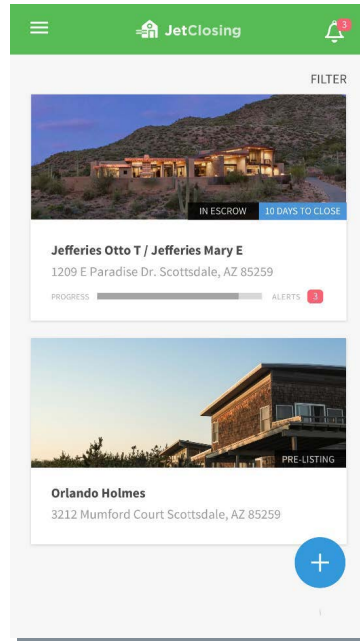 JetClosing
3
FILTER
IN ESCROW
10 DAYS TO CLOSE
Jefferies Otto T / Jefferies Mary E
1209 E Paradise Dr. Scottsdale, AZ 85259
PROGRESS ALERTS 3
PRE-LISTING
Orlando Holmes
3212 Mumford Court Scottsdale, AZ 85259
+